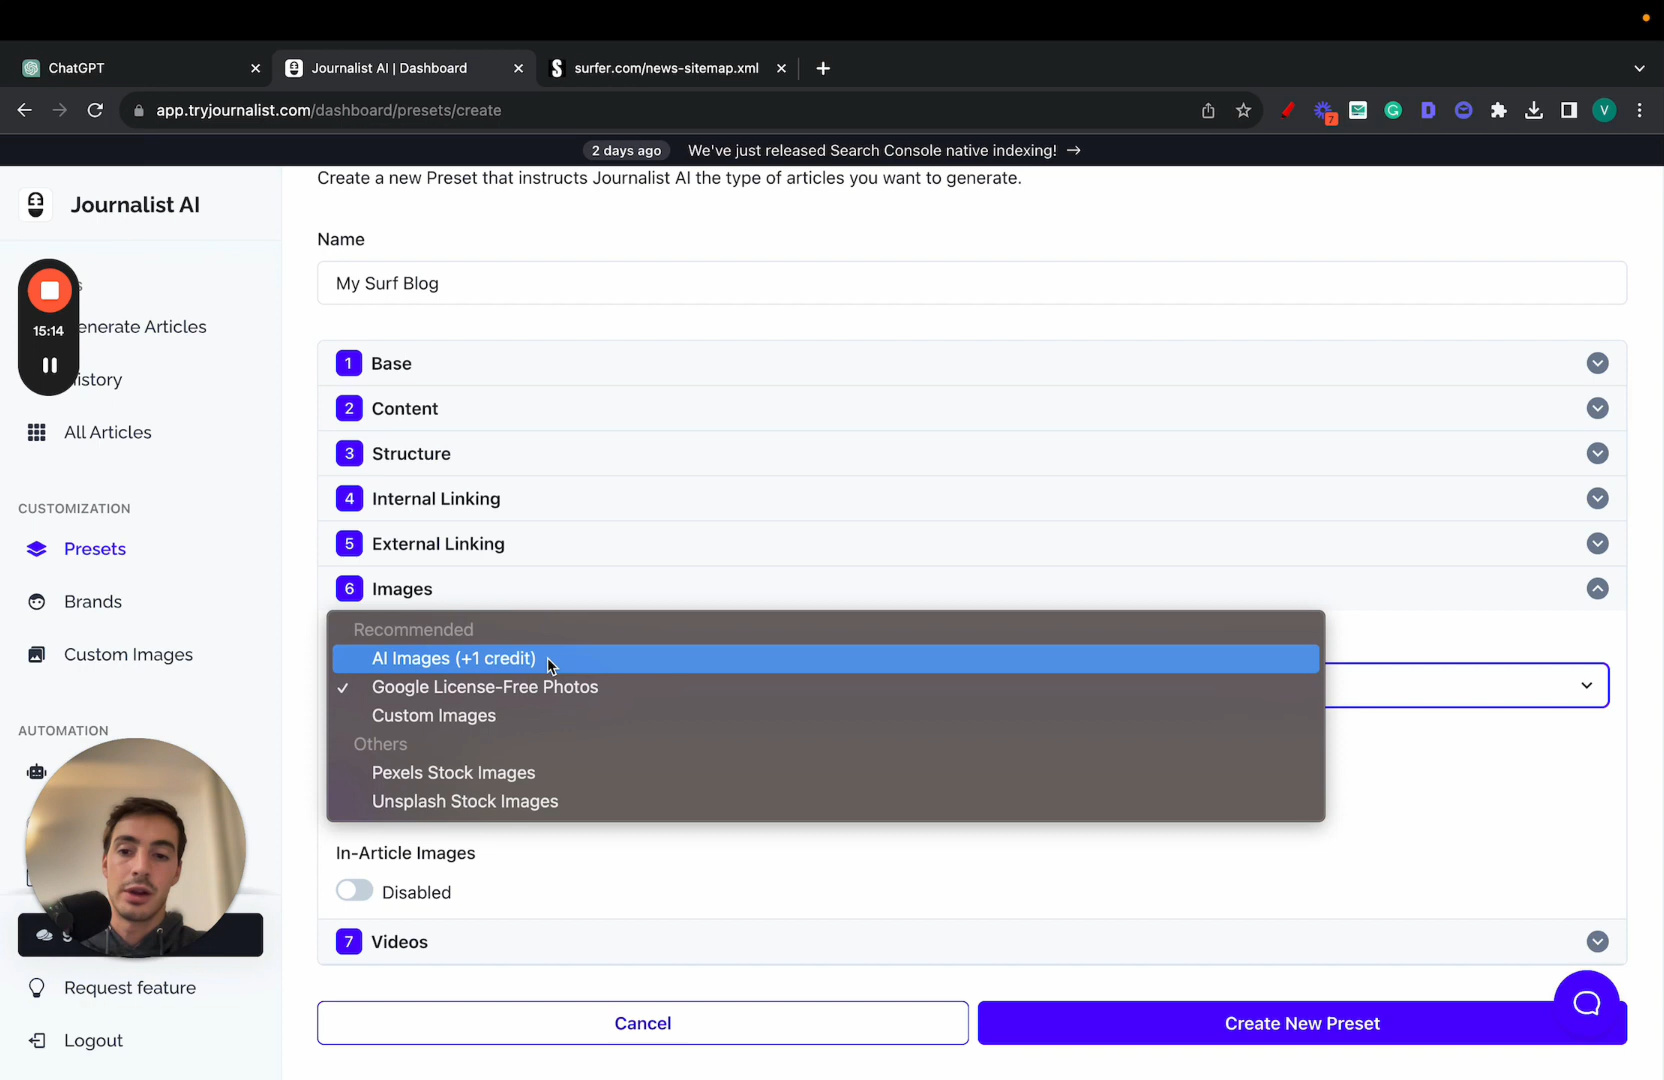 ChatGPT
Journalist AI | Dashboard
surfer.com/news-sitemap.xml
app.tryjournalist.com/dashboard/presets/create
7
V
2 days ago
We've just released Search Console native indexing! →
Journalist AI
Create a new Preset that instructs Journalist AI the type of articles you want to generate.
15:14
enerate Articles
istory
All Articles
CUSTOMIZATION
Presets
Brands
Custom Images
AUTOMATION
Request feature
Logout
Name
My Surf Blog
1 Base
2 Content
3 Structure
4 Internal Linking
5 External Linking
6 Images
Recommended
AI Images (+1 credit)
Google License-Free Photos
Custom Images
Others
Pexels Stock Images
Unsplash Stock Images
In-Article Images
Disabled
7 Videos
Cancel
Create New Preset